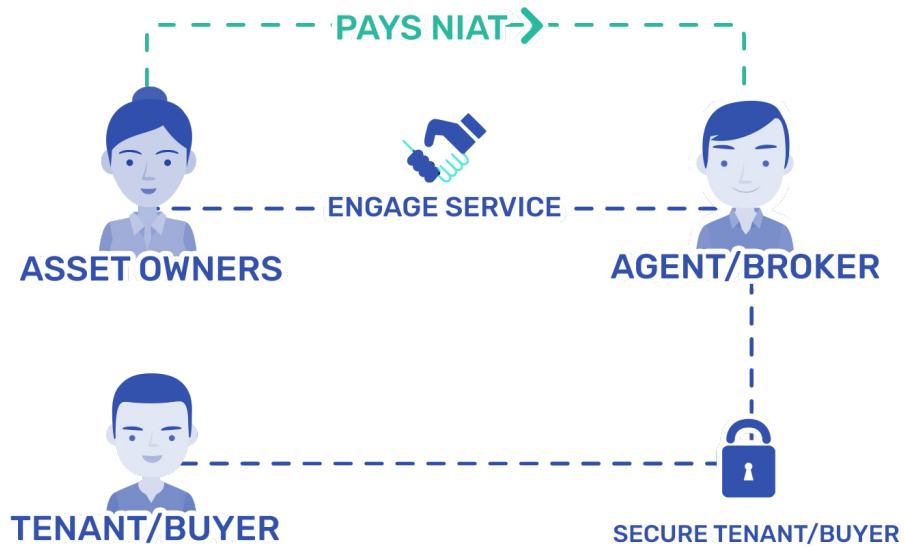 PAYS NIAT
ENGAGE SERVICE
ASSET OWNERS
AGENT/BROKER
TENANT/BUYER
SECURE TENANT/BUYER